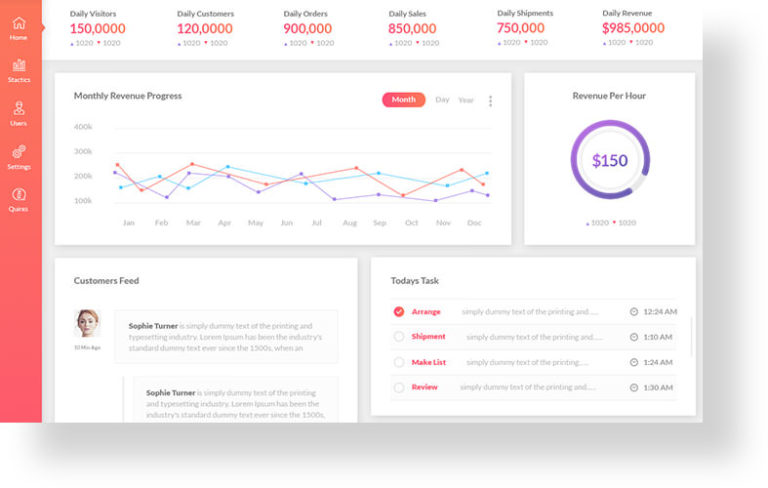 Daily Visitors
150,0000
1020 1020
Daily Customers
120,0000
1020 1020
Daily Orders
900,000
1020 1020
Daily Sales
850,000
1020 1020
Daily Shipments
750,000
1020 1020
Daily Revenue
$985,0000
1020 1020
Home
Stactics
Users
Settings
Quires
Monthly Revenue Progress
Month Day Year
400k
300k
200k
100k
Jan Feb Mar Apr May Jun Jul Aug Sep Oct Nov Doc
Revenue Per Hour
$150
1020 1020
Customers Feed
10 Min Ago
Sophie Turner is simply dummy text of the printing and
typesetting industry. Lorem Ipsum has been the industry's
standard dummy text ever since the 1500s, when an
Sophie Turner is simply dummy text of the printing
and typesetting industry. Lorem Ipsum has been the
industry's standard dummy text ever since the 1500s,
Todays Task
Arrange simply dummy text of the printing and..... 12:24 AM
Shipment simply dummy text of the printing and..... 1:10 AM
Make List simply dummy text of the printing..... 1:24 AM
Review simply dummy text of the printing and..... 1:30 AM